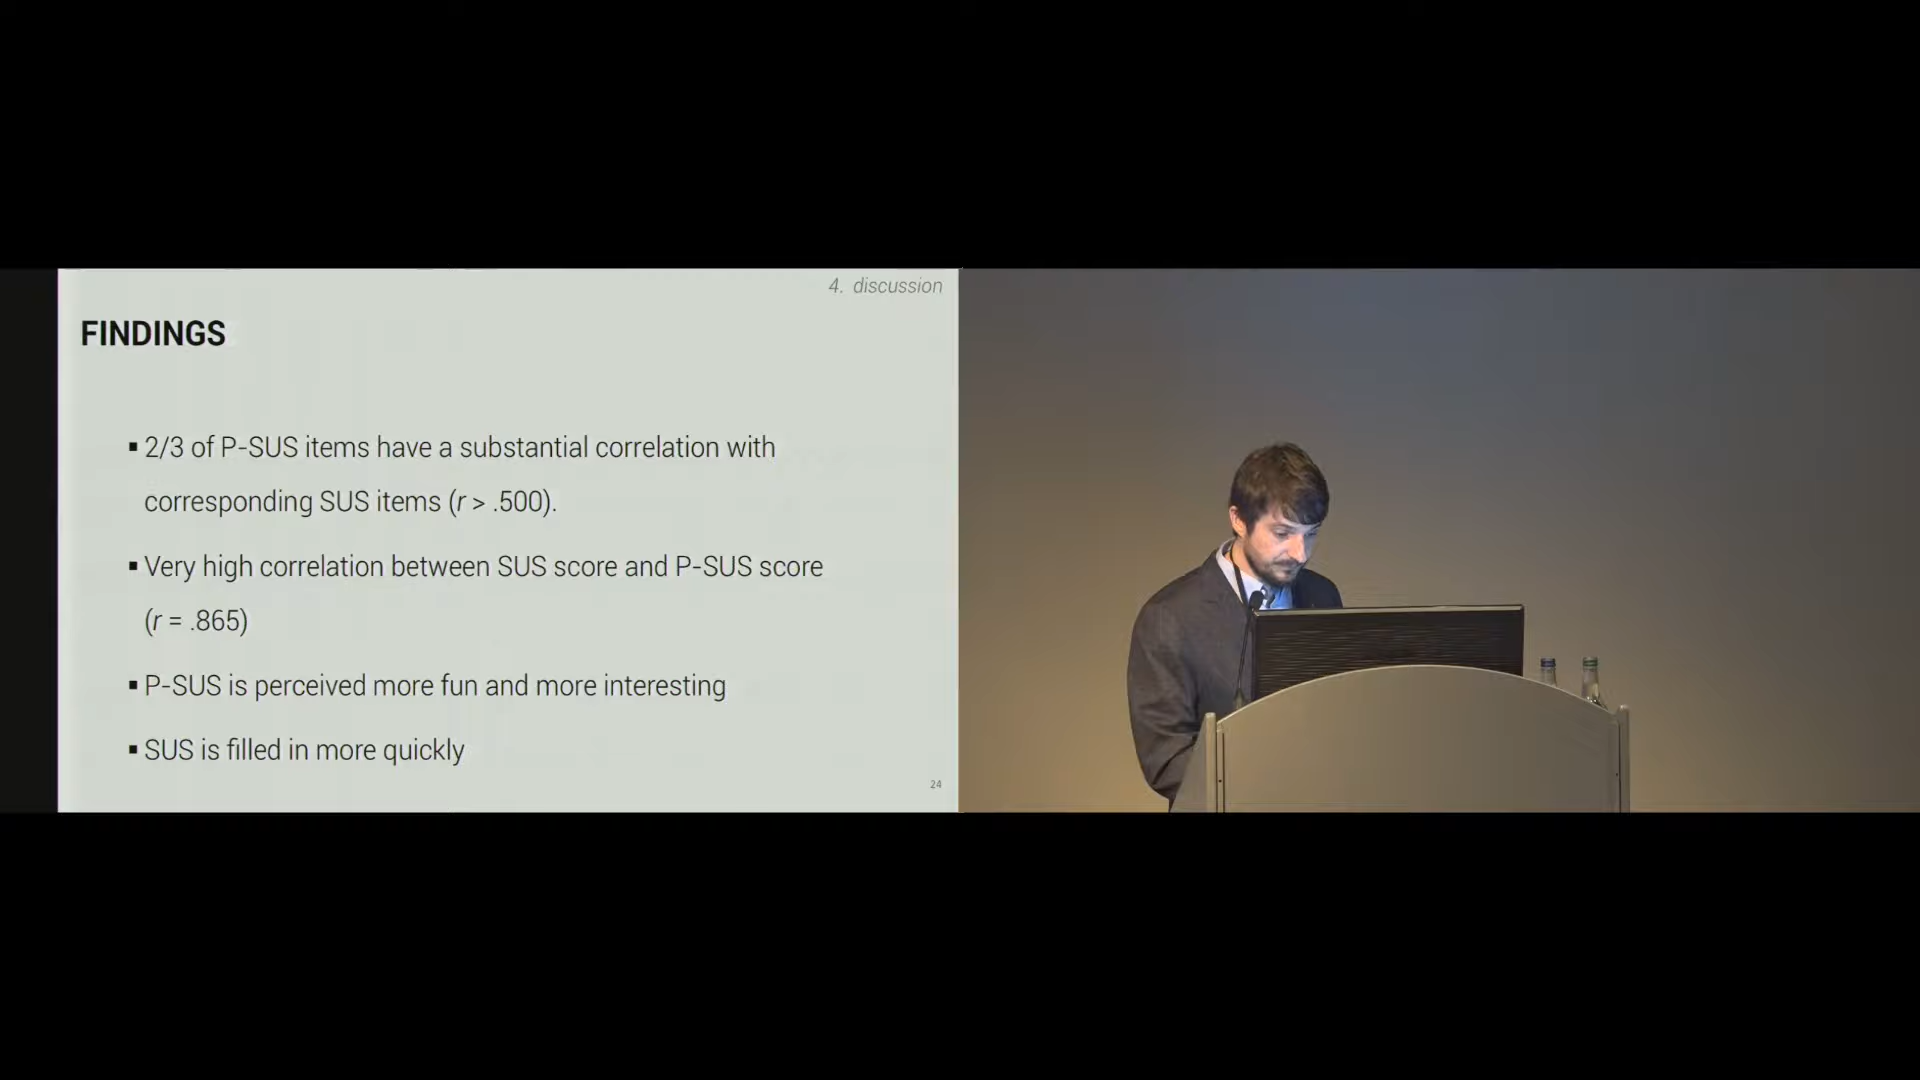 4. discussion
FINDINGS
▪ 2/3 of P-SUS items have a substantial correlation with
corresponding SUS items (r > .500).
▪ Very high correlation between SUS score and P-SUS score
(r = .865)
▪ P-SUS is perceived more fun and more interesting
▪ SUS is filled in more quickly
24